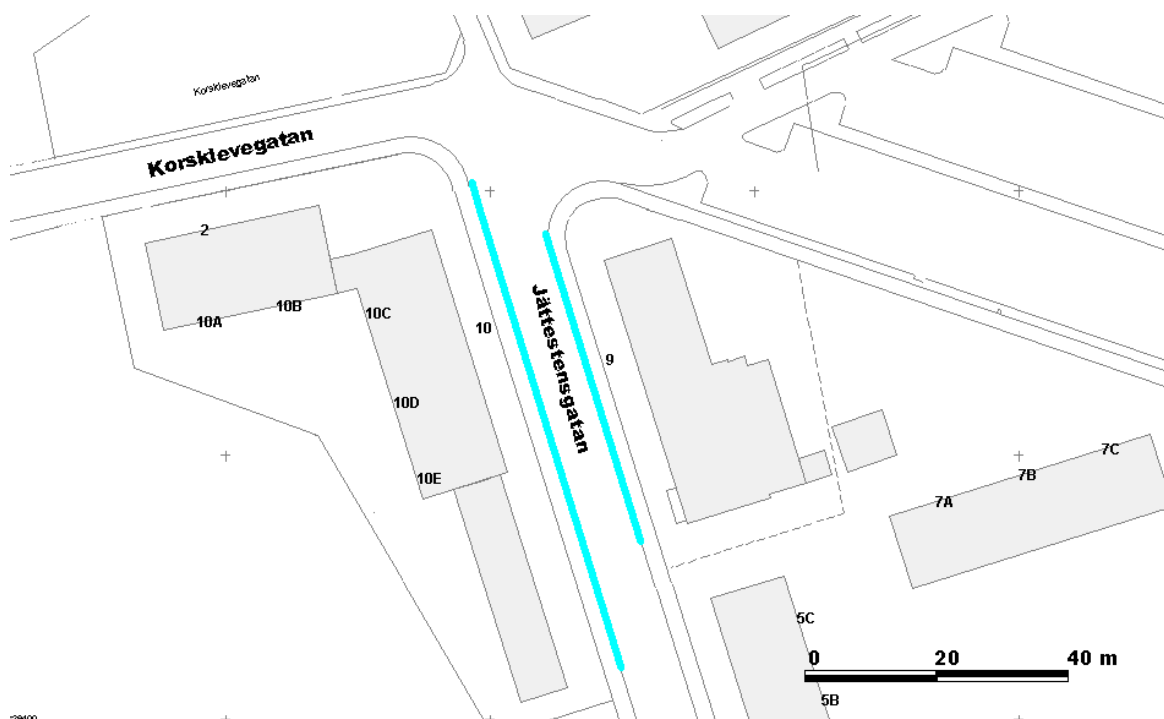 Korsklevegatan
Korsklevegatan
2
10A
10B
10C
10
Jättestensgatan
9
10D
10E
7A
7B
7C
5C
0 20 40 m
5B